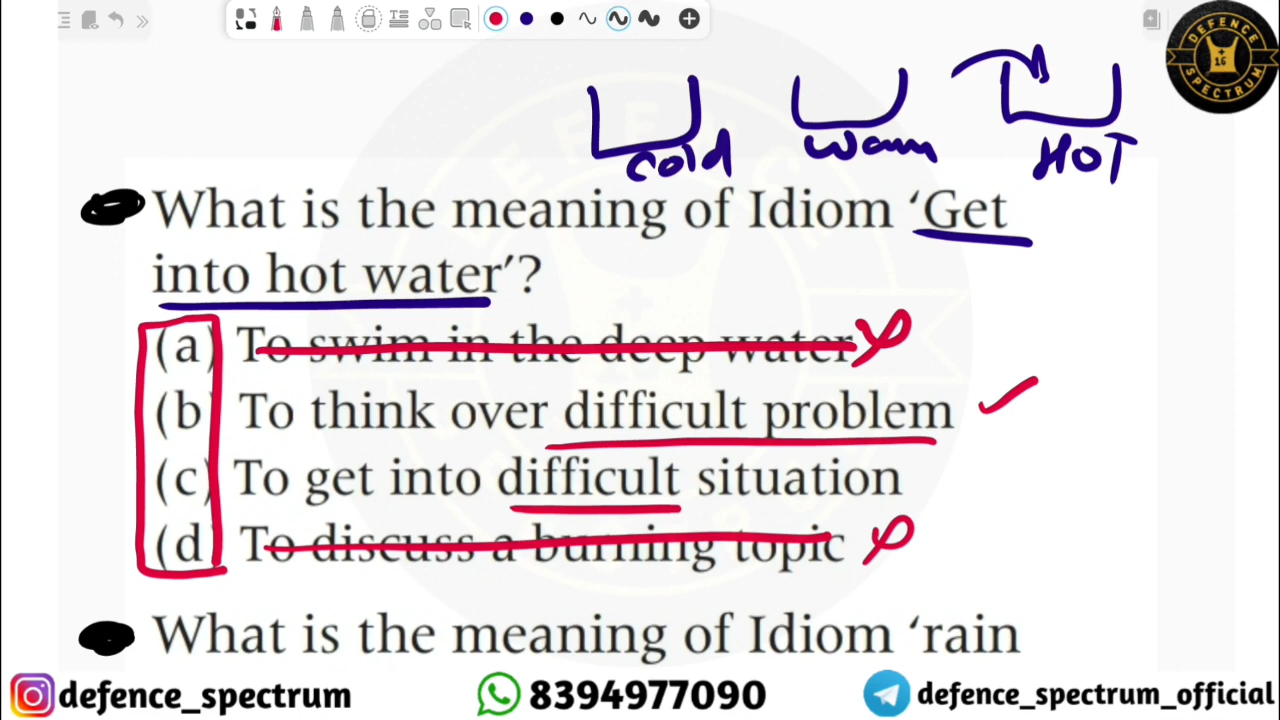 DEFENCE
+
16
SPECTRUM
cold warm HOT
What is the meaning of Idiom ‘Get
into hot water’?
(a) To swim in the deep water
(b) To think over difficult problem
(c) To get into difficult situation
(d) To discuss a burning topic
What is the meaning of Idiom ‘rain
defence_spectrum 8394977090 defence_spectrum_official